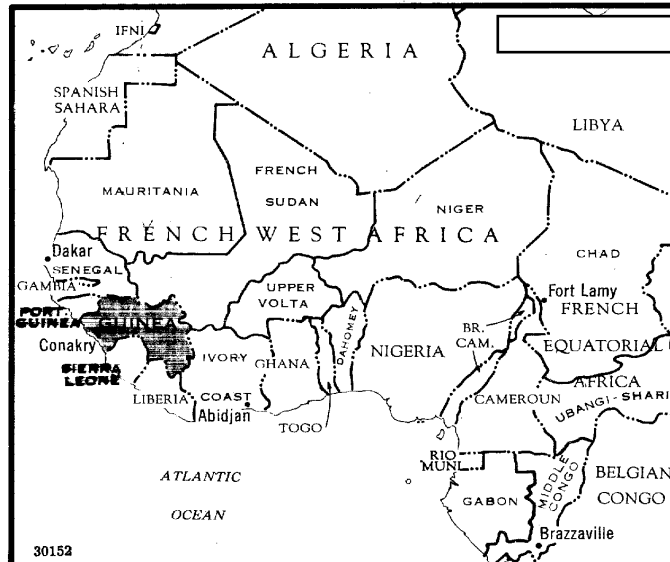 IFNI
ALGERIA
SPANISH
SAHARA
LIBYA
FRENCH
SUDAN
MAURITANIA
NIGER
FRENCH WEST AFRICA
Dakar
CHAD
SENEGAL
GAMBIA
UPPER
VOLTA
Fort Lamy
FRENCH
PORT.
GUINEA
GUINEA
DAHOMEY
BR.
CAM.
Conakry
IVORY
GHANA
NIGERIA
EQUATORIAL
SIERRA
LEONE
AFRICA
LIBERIA
COAST
CAMEROUN
UBANGI-SHARI
Abidjan
TOGO
RIO
MUNI
ATLANTIC
OCEAN
MIDDLE
CONGO
BELGIAN
CONGO
GABON
Brazzaville
30152